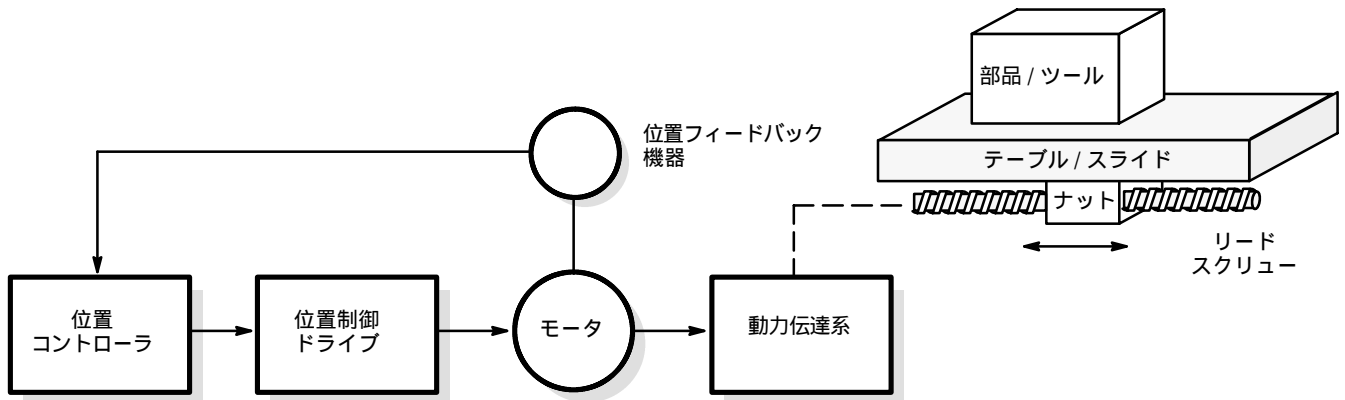 部品 / ツール
位置フィードバック
機器
テーブル / スライド
ナット
リード
スクリュー
位置
コントローラ
位置制御
ドライブ
モータ
動力伝達系